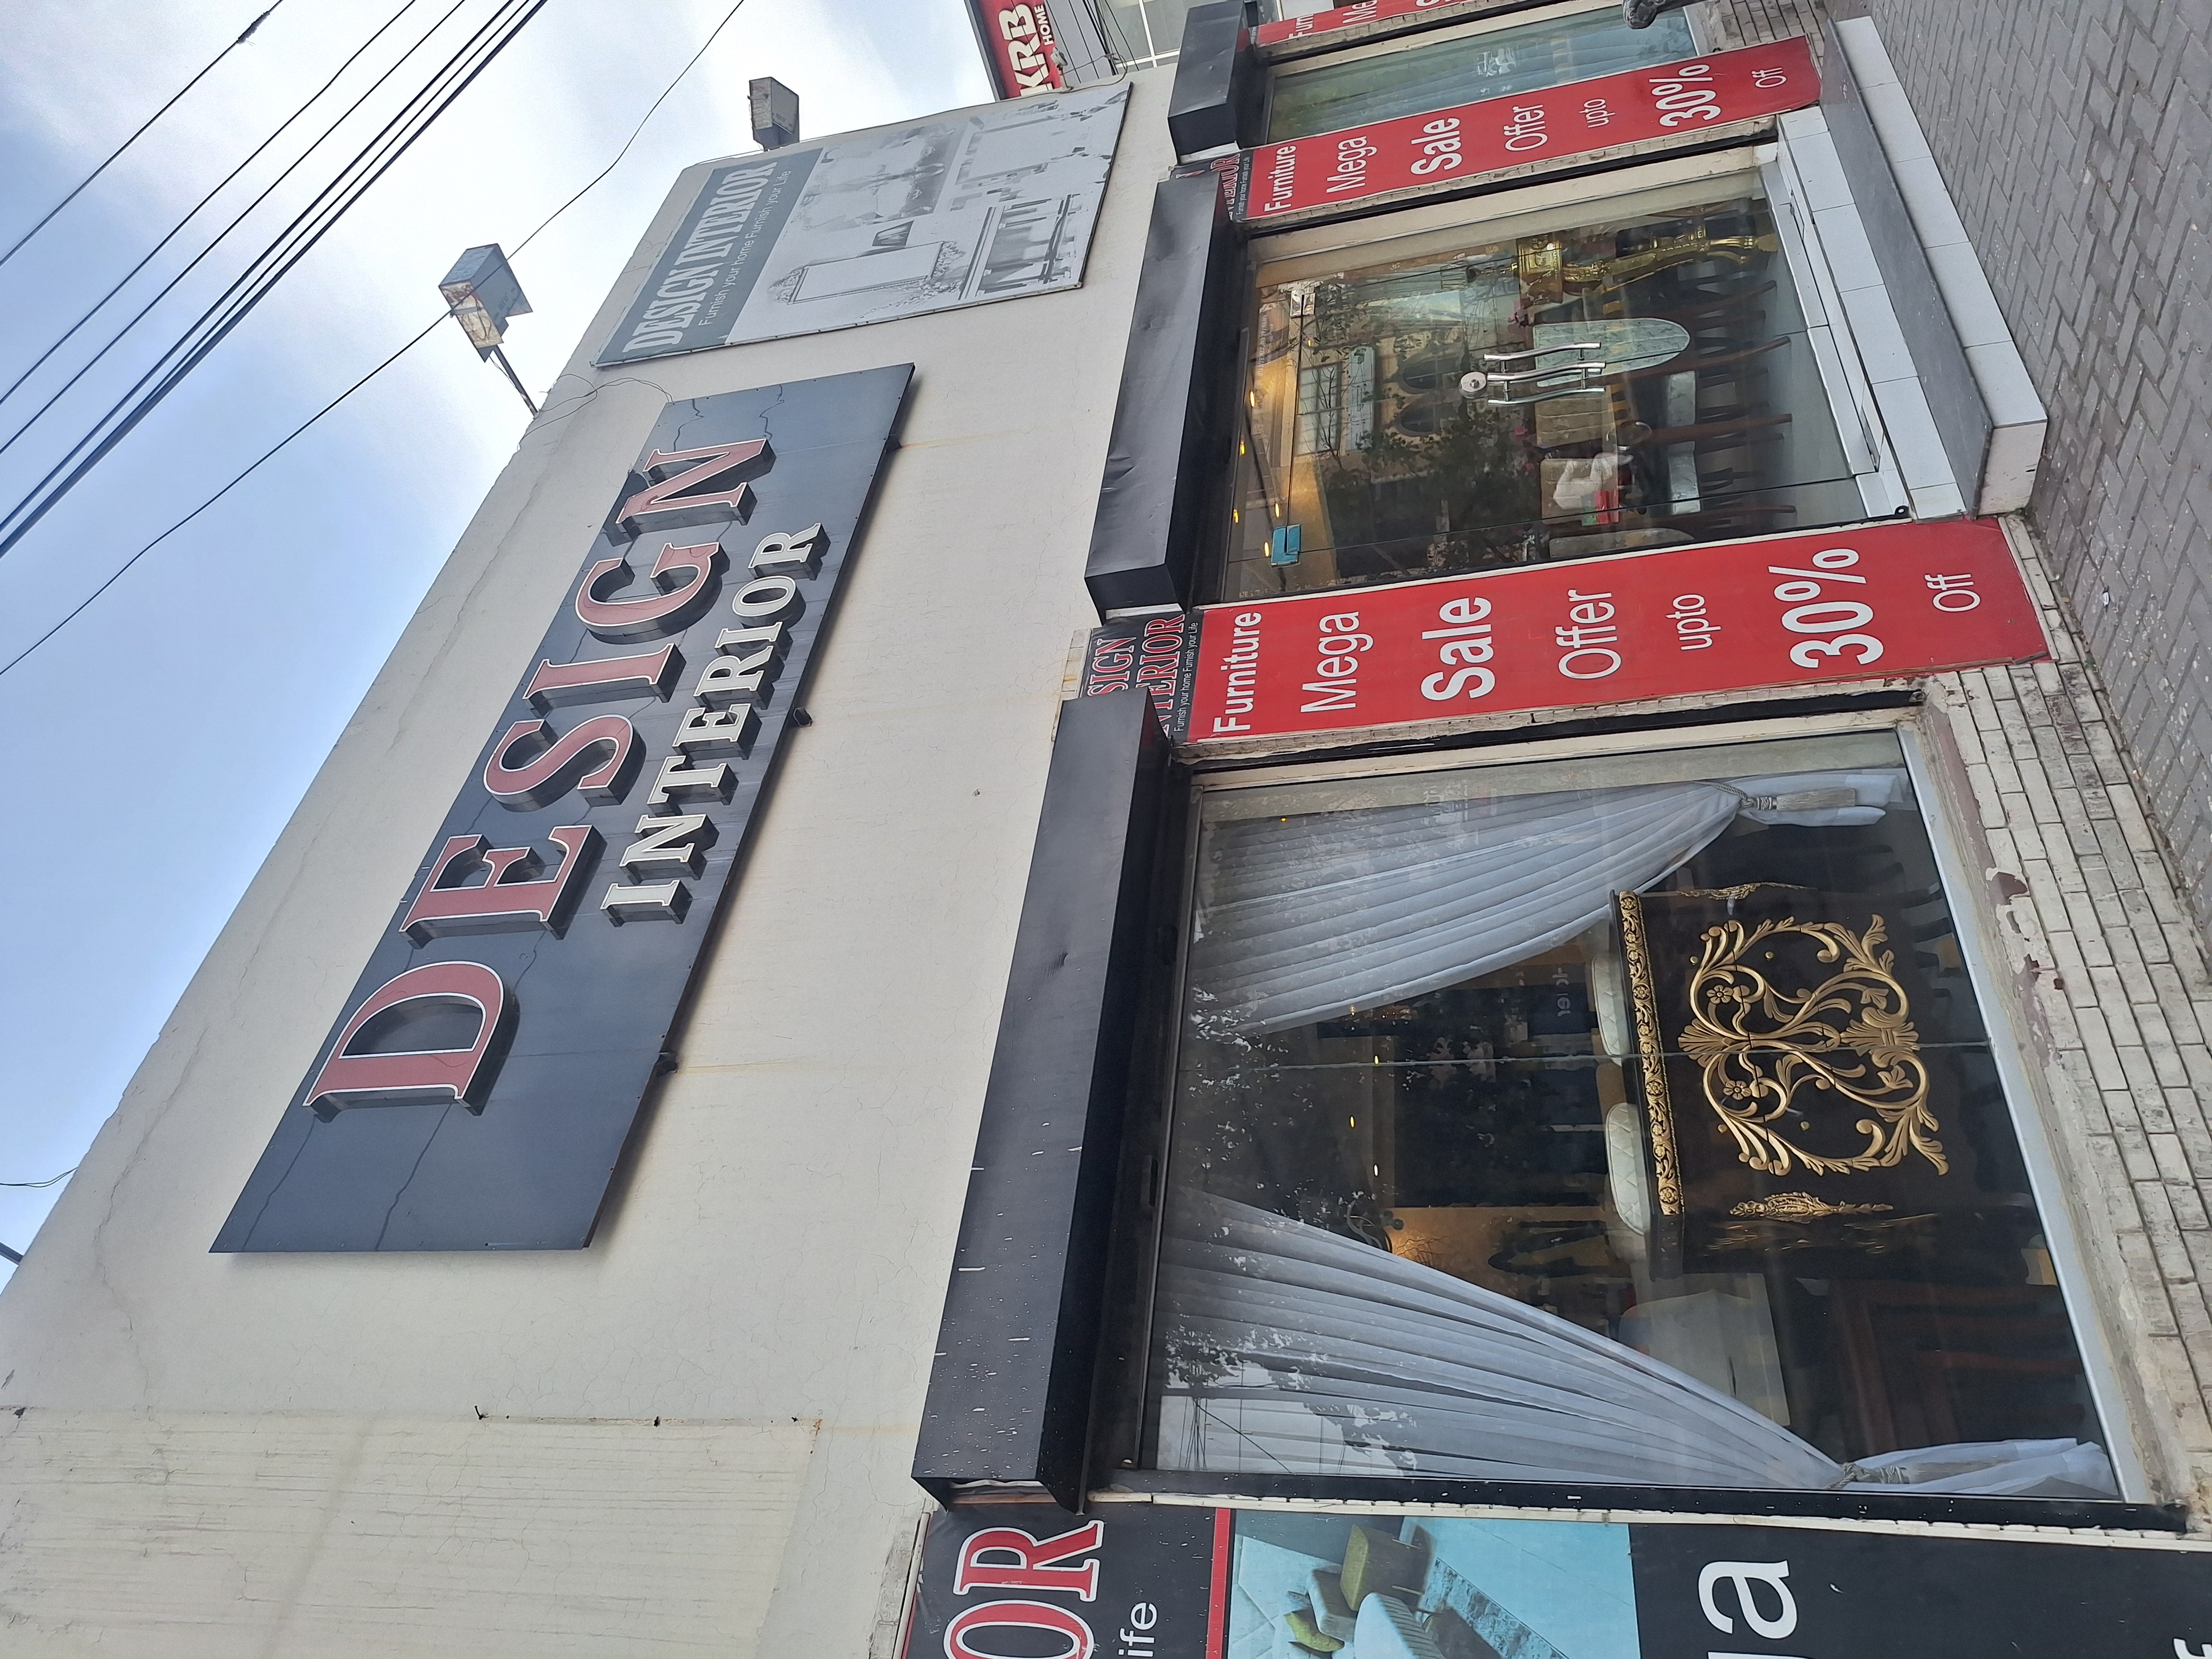 DESIGN
INTERIOR
DESIGN INTERIOR
Furnish your home Furnish your Life
KRB
HOME
OR
ife
SIGN
NTERIOR
Furnish your home Furnish your Life
Furniture
Mega
Sale
Offer
upto
30%
Off
Furniture
Mega
Sale
Offer
upto
30%
Off